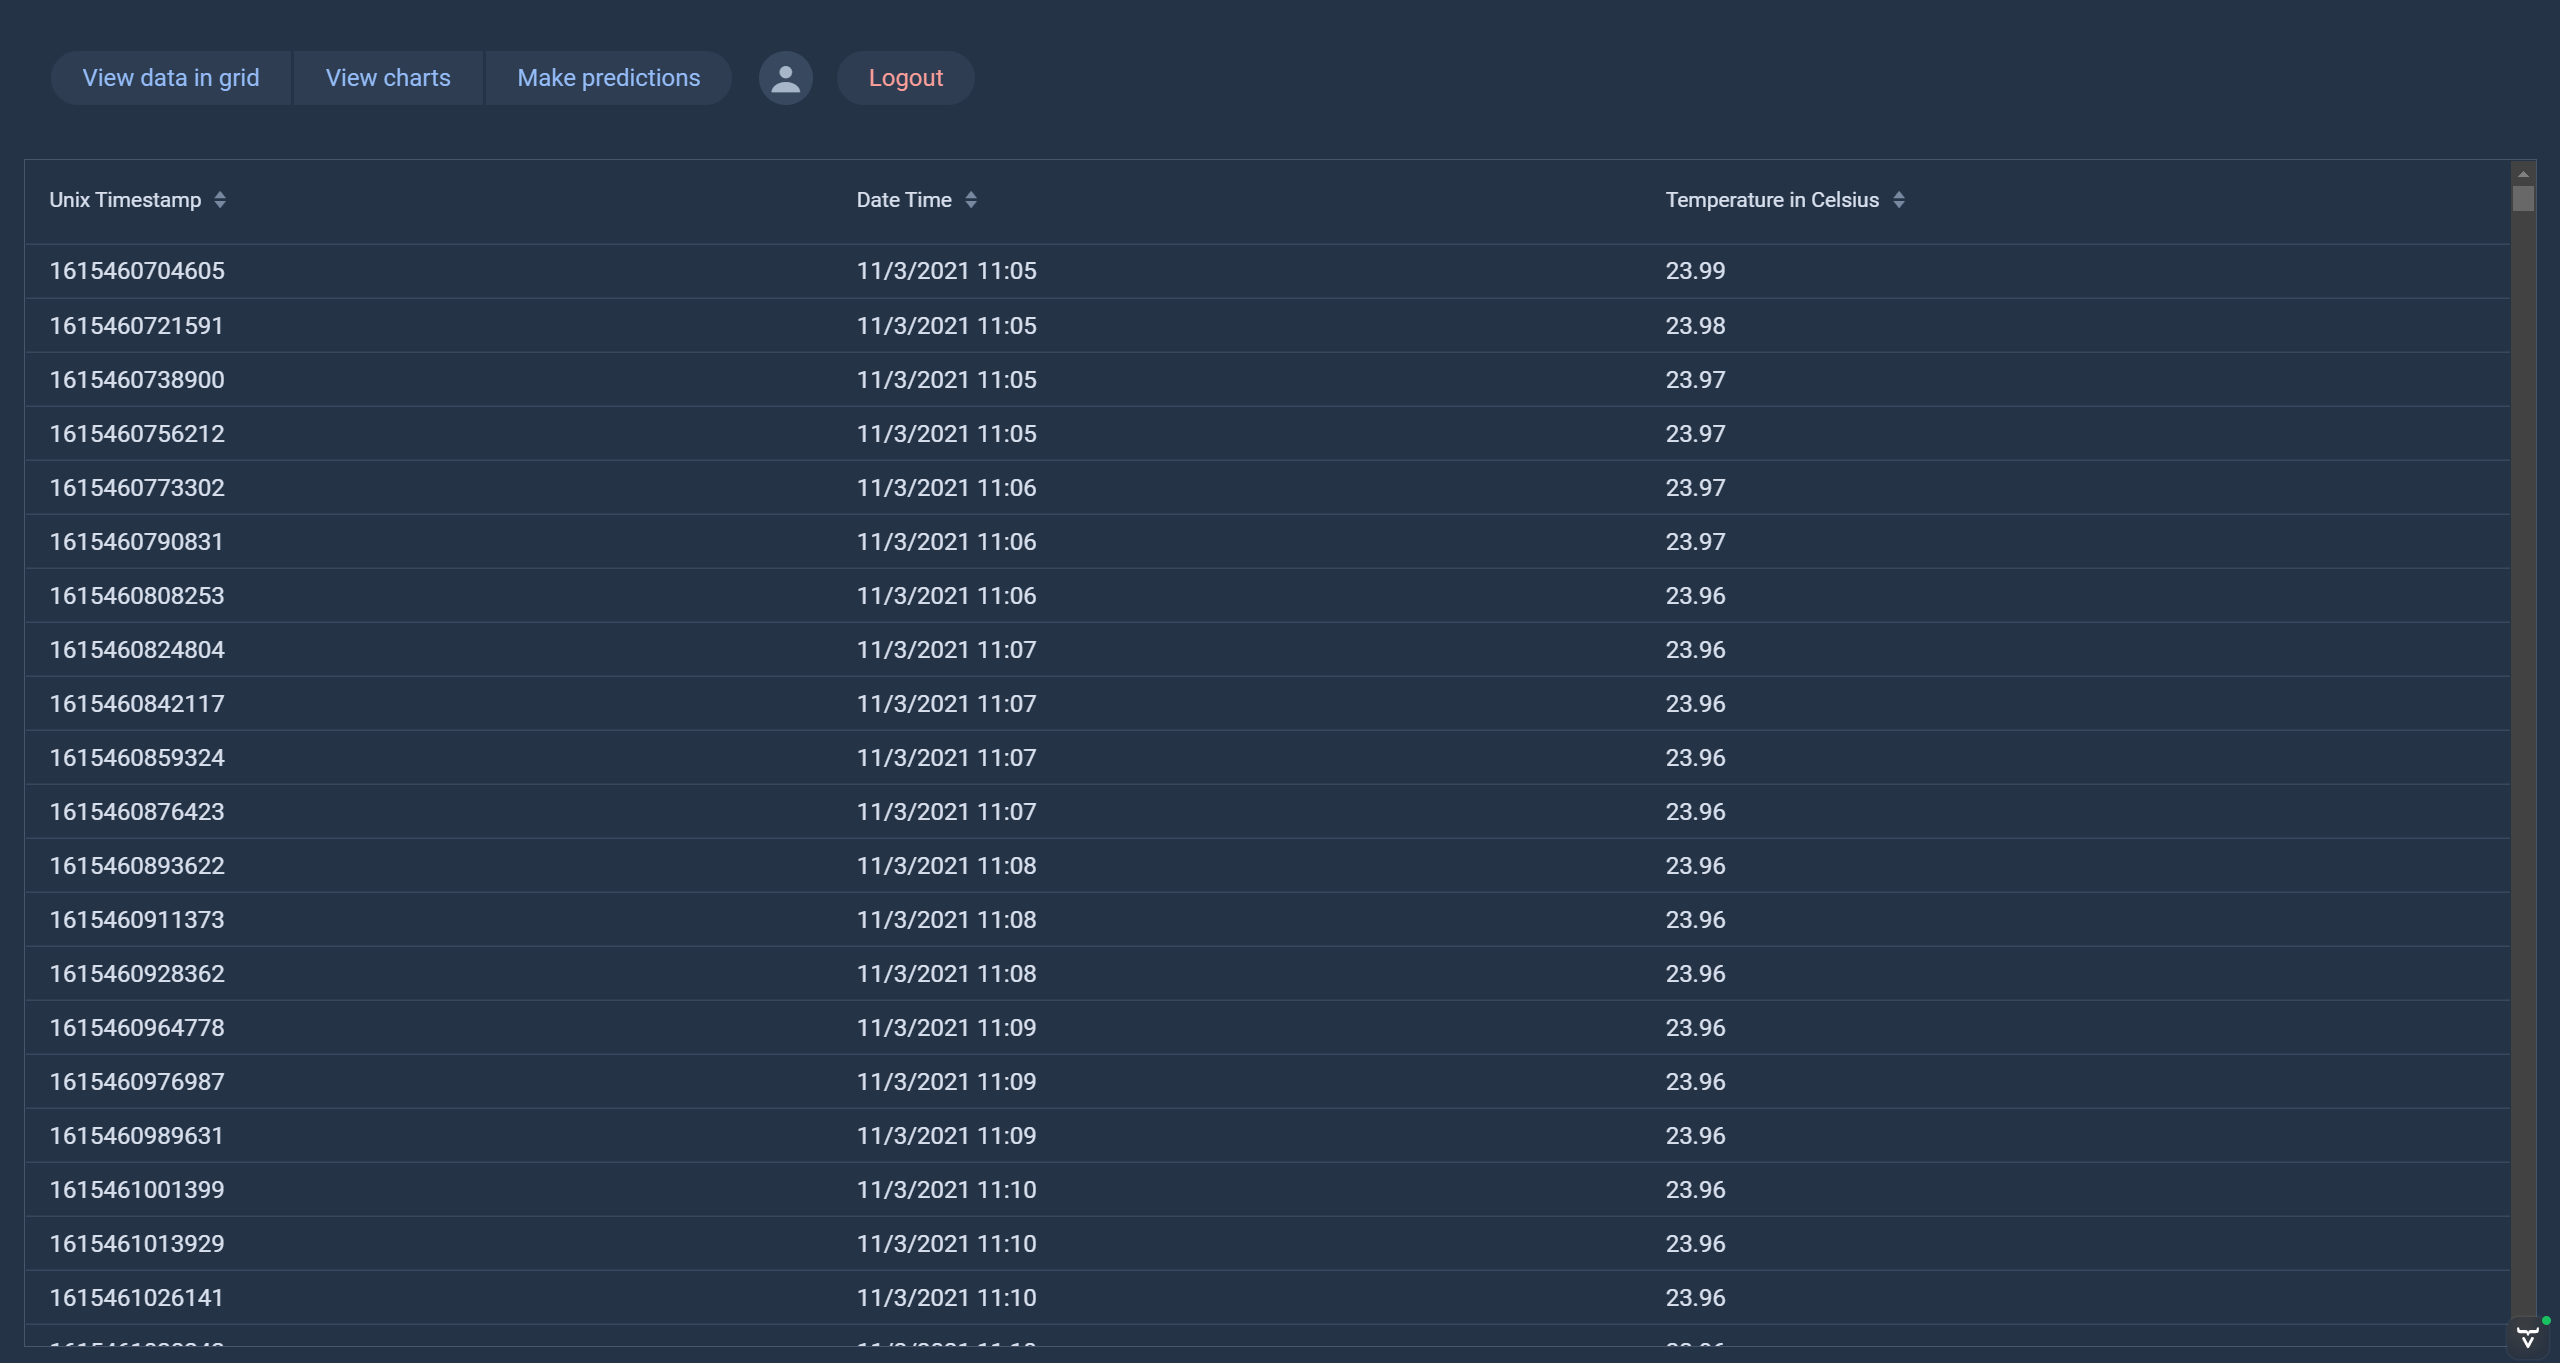 View data in grid View charts Make predictions Logout
Unix Timestamp Date Time Temperature in Celsius
1615460704605 11/3/2021 11:05 23.99
1615460721591 11/3/2021 11:05 23.98
1615460738900 11/3/2021 11:05 23.97
1615460756212 11/3/2021 11:05 23.97
1615460773302 11/3/2021 11:06 23.97
1615460790831 11/3/2021 11:06 23.97
1615460808253 11/3/2021 11:06 23.96
1615460824804 11/3/2021 11:07 23.96
1615460842117 11/3/2021 11:07 23.96
1615460859324 11/3/2021 11:07 23.96
1615460876423 11/3/2021 11:07 23.96
1615460893622 11/3/2021 11:08 23.96
1615460911373 11/3/2021 11:08 23.96
1615460928362 11/3/2021 11:08 23.96
1615460964778 11/3/2021 11:09 23.96
1615460976987 11/3/2021 11:09 23.96
1615460989631 11/3/2021 11:09 23.96
1615461001399 11/3/2021 11:10 23.96
1615461013929 11/3/2021 11:10 23.96
1615461026141 11/3/2021 11:10 23.96